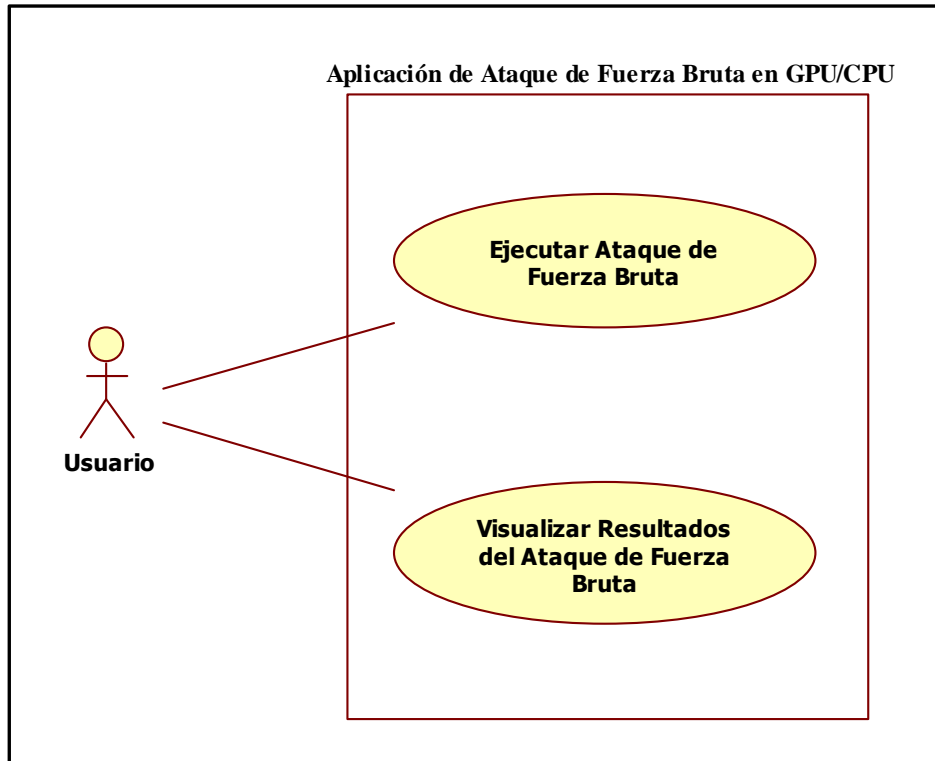 Aplicación de Ataque de Fuerza Bruta en GPU/CPU
Ejecutar Ataque de
Fuerza Bruta
Usuario
Visualizar Resultados
del Ataque de Fuerza
Bruta